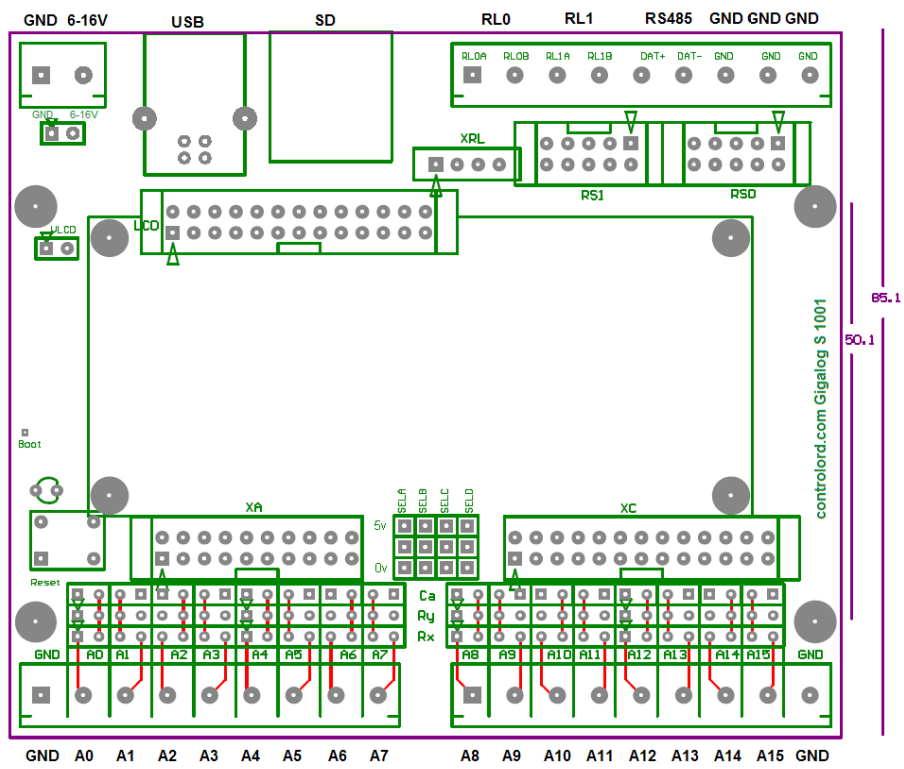 GND 6-16V USB SD RL0 RL1 RS485 GND GND GND
RL0A RL0B RL1A RL1B DAT+ DAT- GND GND GND
GND 6-16V
XRL
RS1 RS0
LCD
VLCD
85.1
50.1
controlord.com Gigalog S 1001
Boot
SELA SELB SELC SELD
XA XC
5v
0v
Reset
Ca
Ry
Rx
GND A0 A1 A2 A3 A4 A5 A6 A7 A8 A9 A10 A11 A12 A13 A14 A15 GND
GND A0 A1 A2 A3 A4 A5 A6 A7 A8 A9 A10 A11 A12 A13 A14 A15 GND